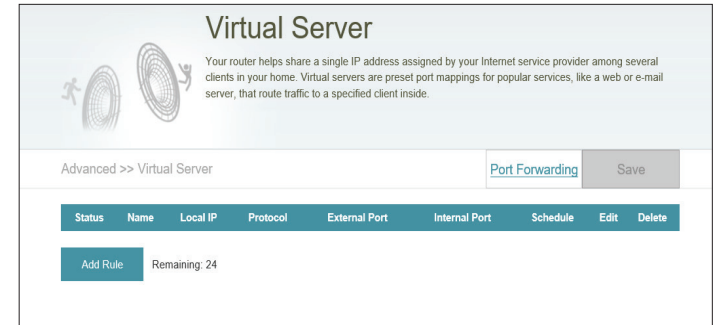 Virtual Server
Your router helps share a single IP address assigned by your Internet service provider among several
clients in your home. Virtual servers are preset port mappings for popular services, like a web or e-mail
server, that route traffic to a specified client inside.
Advanced >> Virtual Server
Port Forwarding
Save
Status Name Local IP Protocol External Port Internal Port Schedule Edit Delete
Add Rule
Remaining: 24